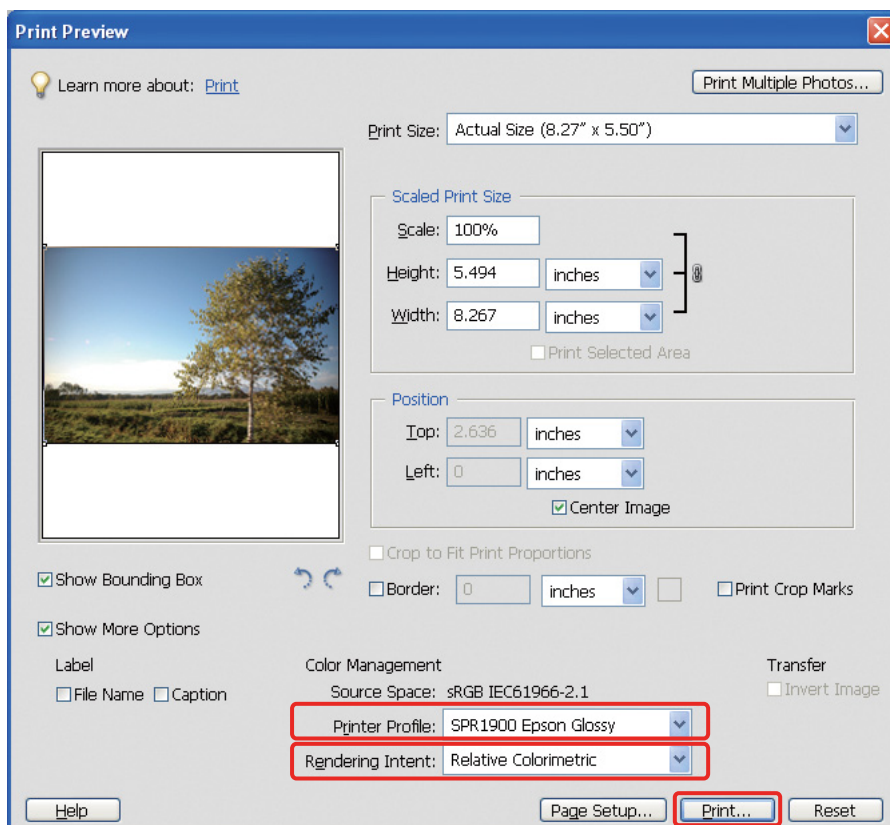 Print Preview
Learn more about: Print
Print Multiple Photos...
Print Size: Actual Size (8.27" x 5.50")
Scaled Print Size
Scale: 100%
Height: 5.494 inches
Width: 8.267 inches
Print Selected Area
Position
Top: 2.636 inches
Left: 0 inches
Center Image
Crop to Fit Print Proportions
Show Bounding Box
Border: 0 inches
Print Crop Marks
Show More Options
Label
File Name Caption
Color Management
Source Space: sRGB IEC61966-2.1
Printer Profile: SPR1900 Epson Glossy
Rendering Intent: Relative Colorimetric
Transfer
Invert Image
Help
Page Setup...
Print...
Reset